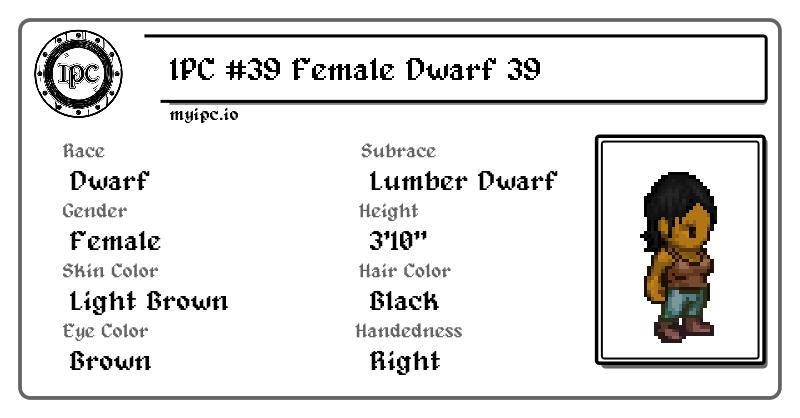 IPC
IPC #39 Female Dwarf 39
myipc.io
Race
Dwarf
Subrace
Lumber Dwarf
Gender
Female
Height
3'10"
Skin Color
Light Brown
Hair Color
Black
Eye Color
Brown
Handedness
Right